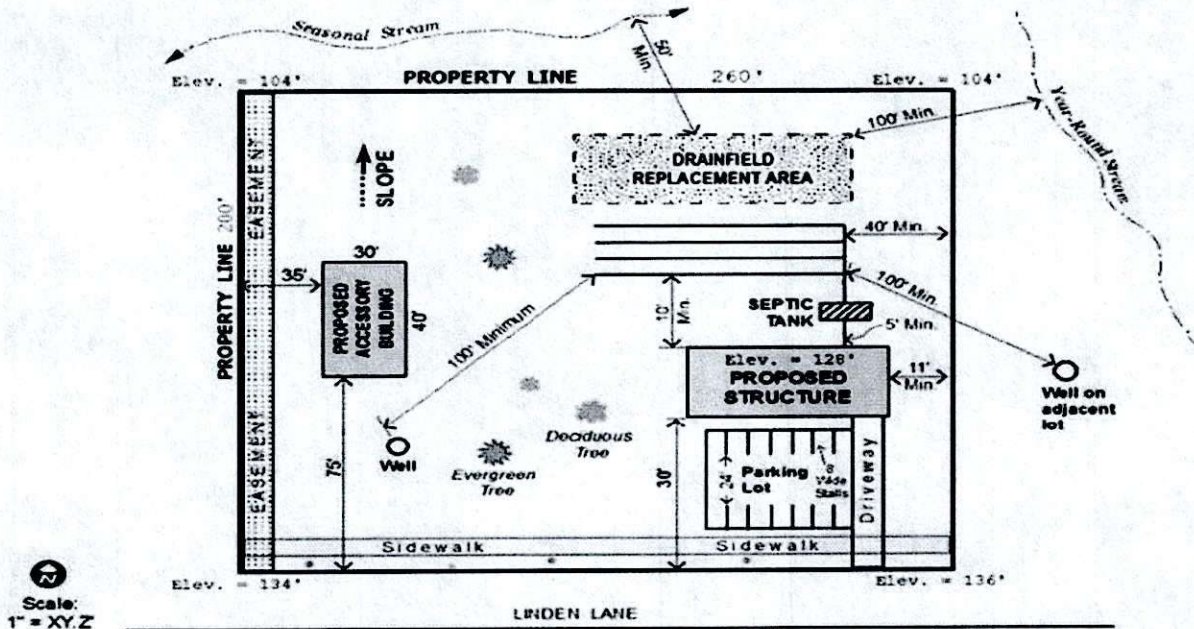 Seasonal Stream
50' Min.
Elev. = 104'
PROPERTY LINE
260'
Elev. = 104'
Year-Round Stream
100' Min.
EASEMENT
SLOPE
DRAINFIELD
REPLACEMENT AREA
PROPERTY LINE 200'
40' Min.
30'
35'
PROPOSED
ACCESSORY
BUILDING
40'
100' Minimum
10'
Min.
SEPTIC
TANK
100' Min.
5' Min.
Elev. = 128'
PROPOSED
STRUCTURE
11'
Min
Well on
adjacent
lot
EASEMENT
75'
Well
Deciduous
Tree
Evergreen
Tree
30'
24'
Parking
Lot
Wide
Stalls
Driveway
Sidewalk
Sidewalk
Elev. = 134'
Elev. = 136'
N
Scale:
1" = XY.Z'
LINDEN LANE